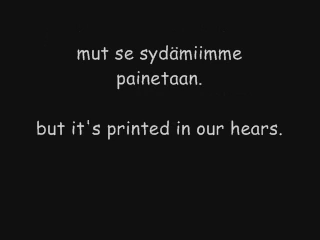 mut se sydämiimme
painetaan.
but it's printed in our hears.